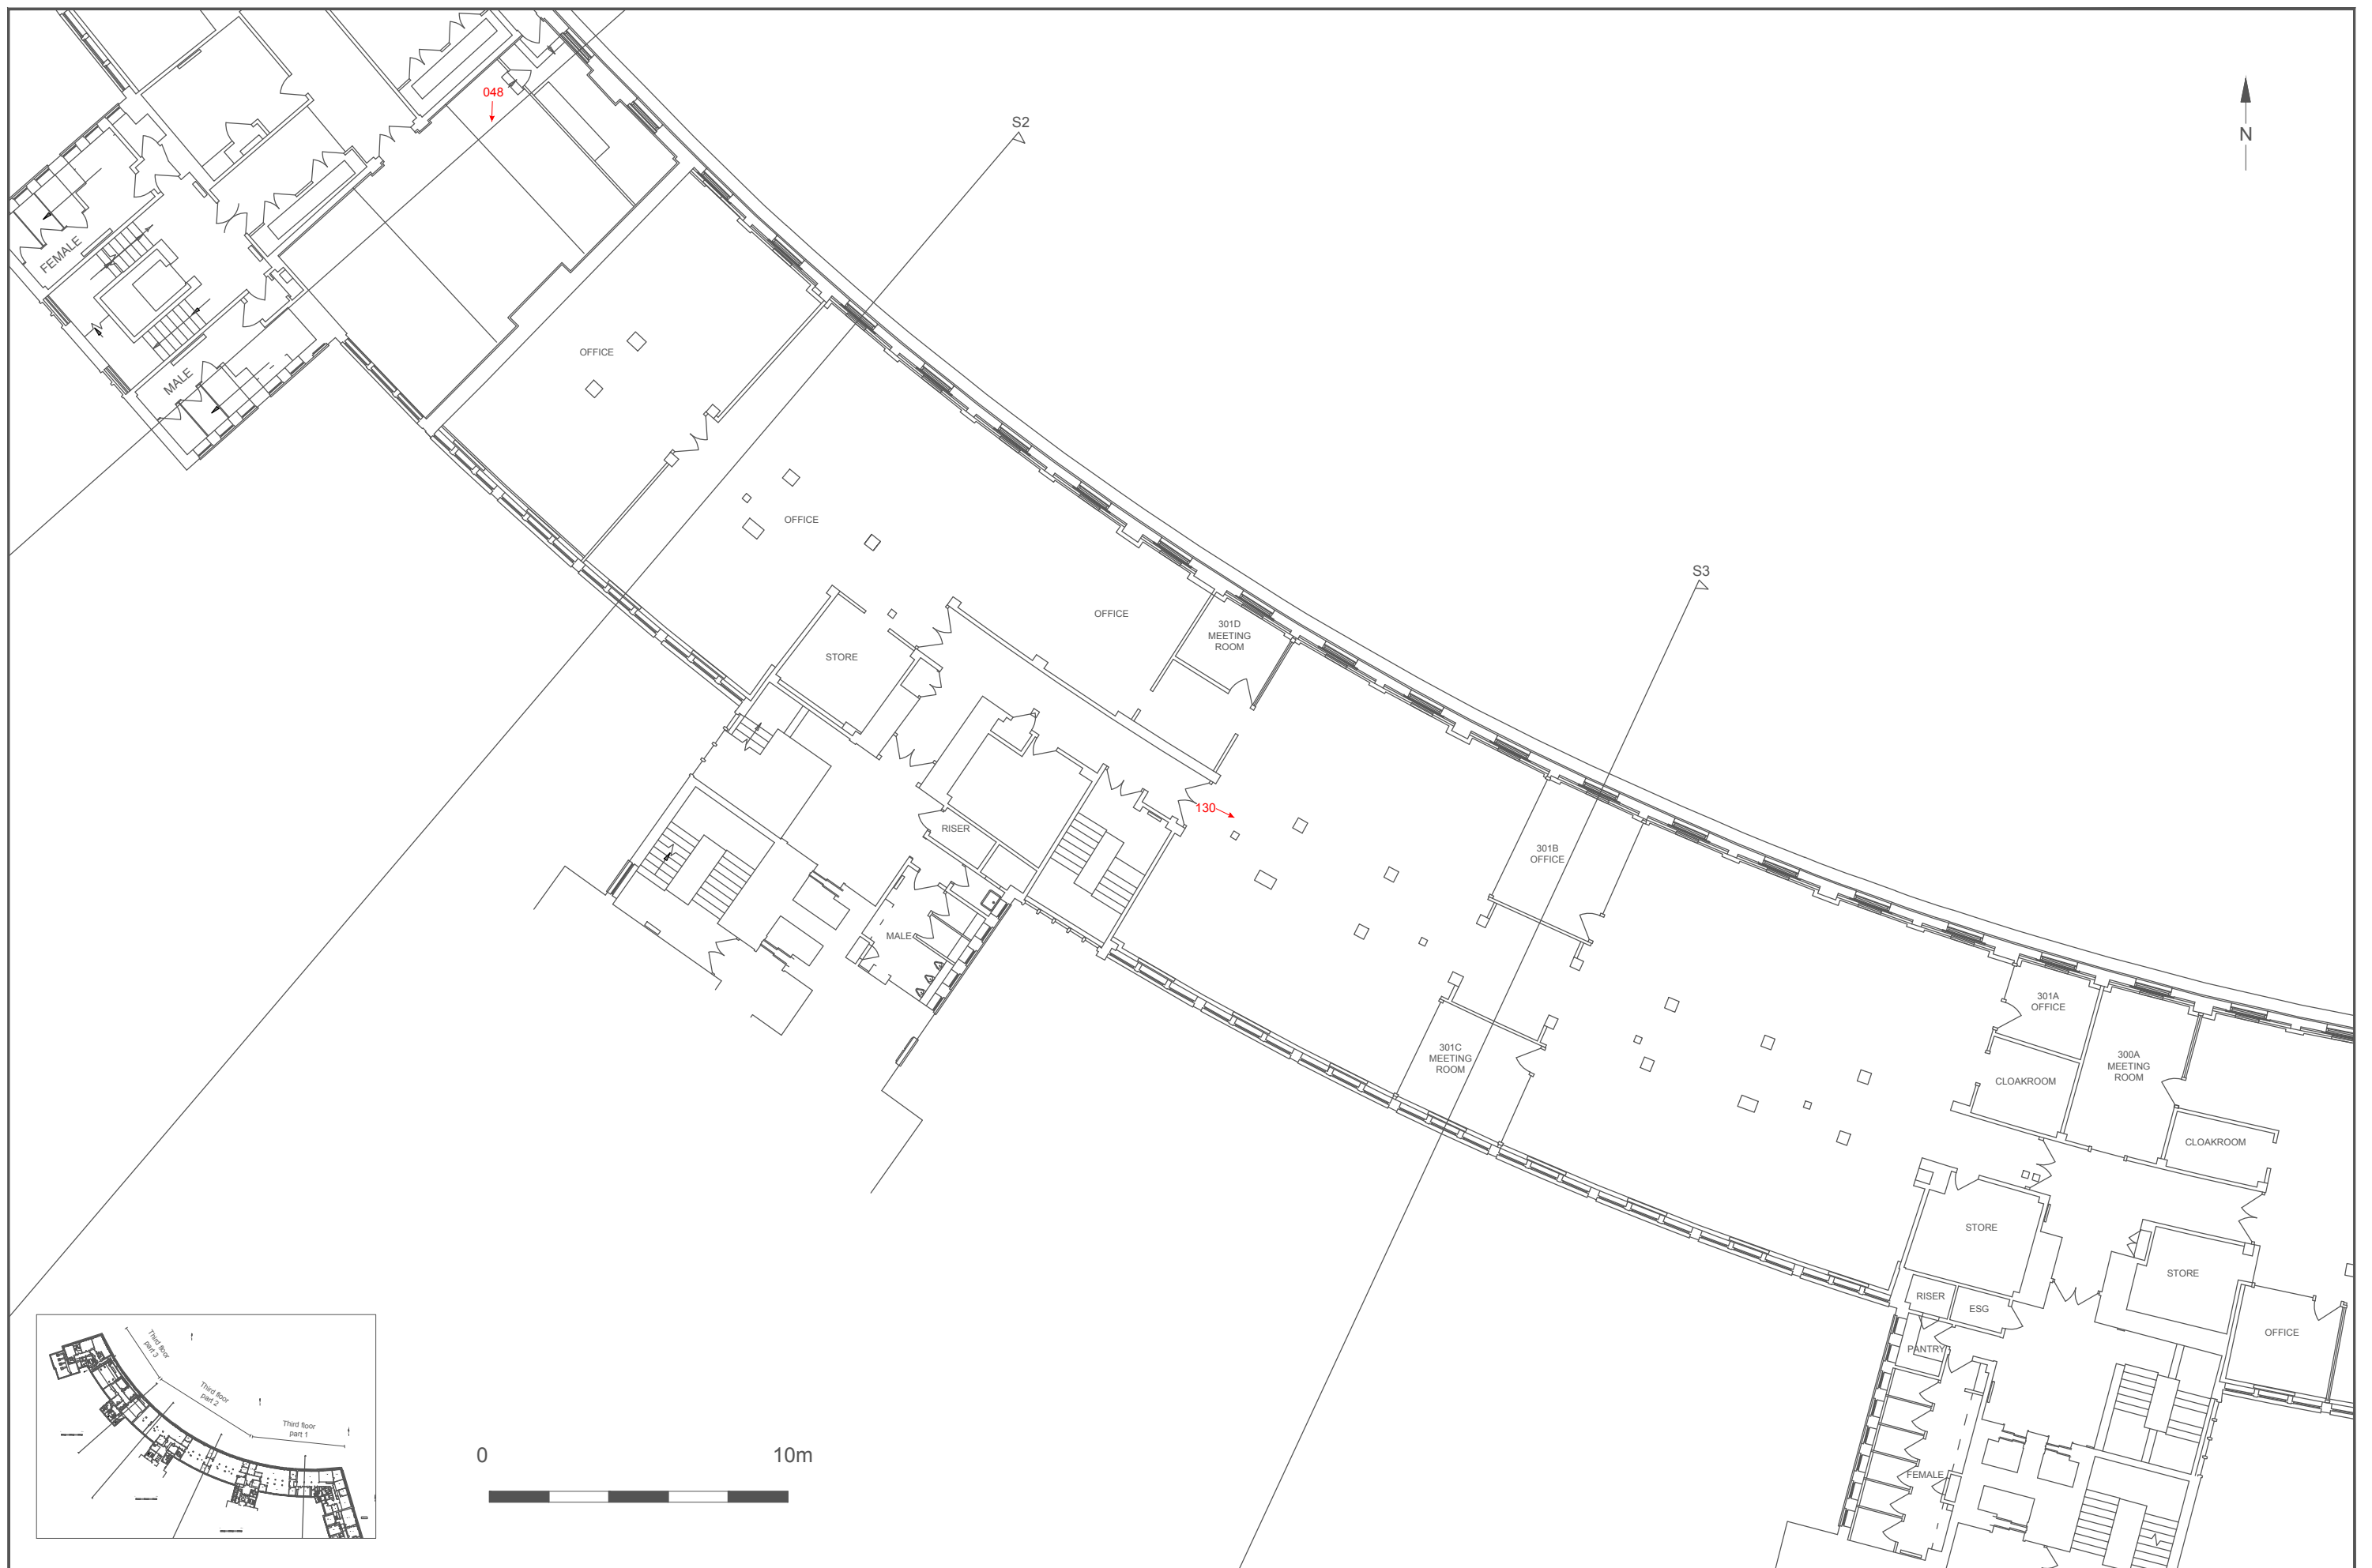 048
S2
N
FEMALE
MALE
OFFICE
OFFICE
S3
OFFICE
301D
MEETING
ROOM
STORE
130
RISER
301B
OFFICE
MALE
301A
OFFICE
301C
MEETING
ROOM
300A
MEETING
ROOM
CLOAKROOM
CLOAKROOM
STORE
STORE
RISER
ESG
OFFICE
PANTRY
FEMALE
Third floor
part 3
Third floor
part 2
Third floor
part 1
0 10m